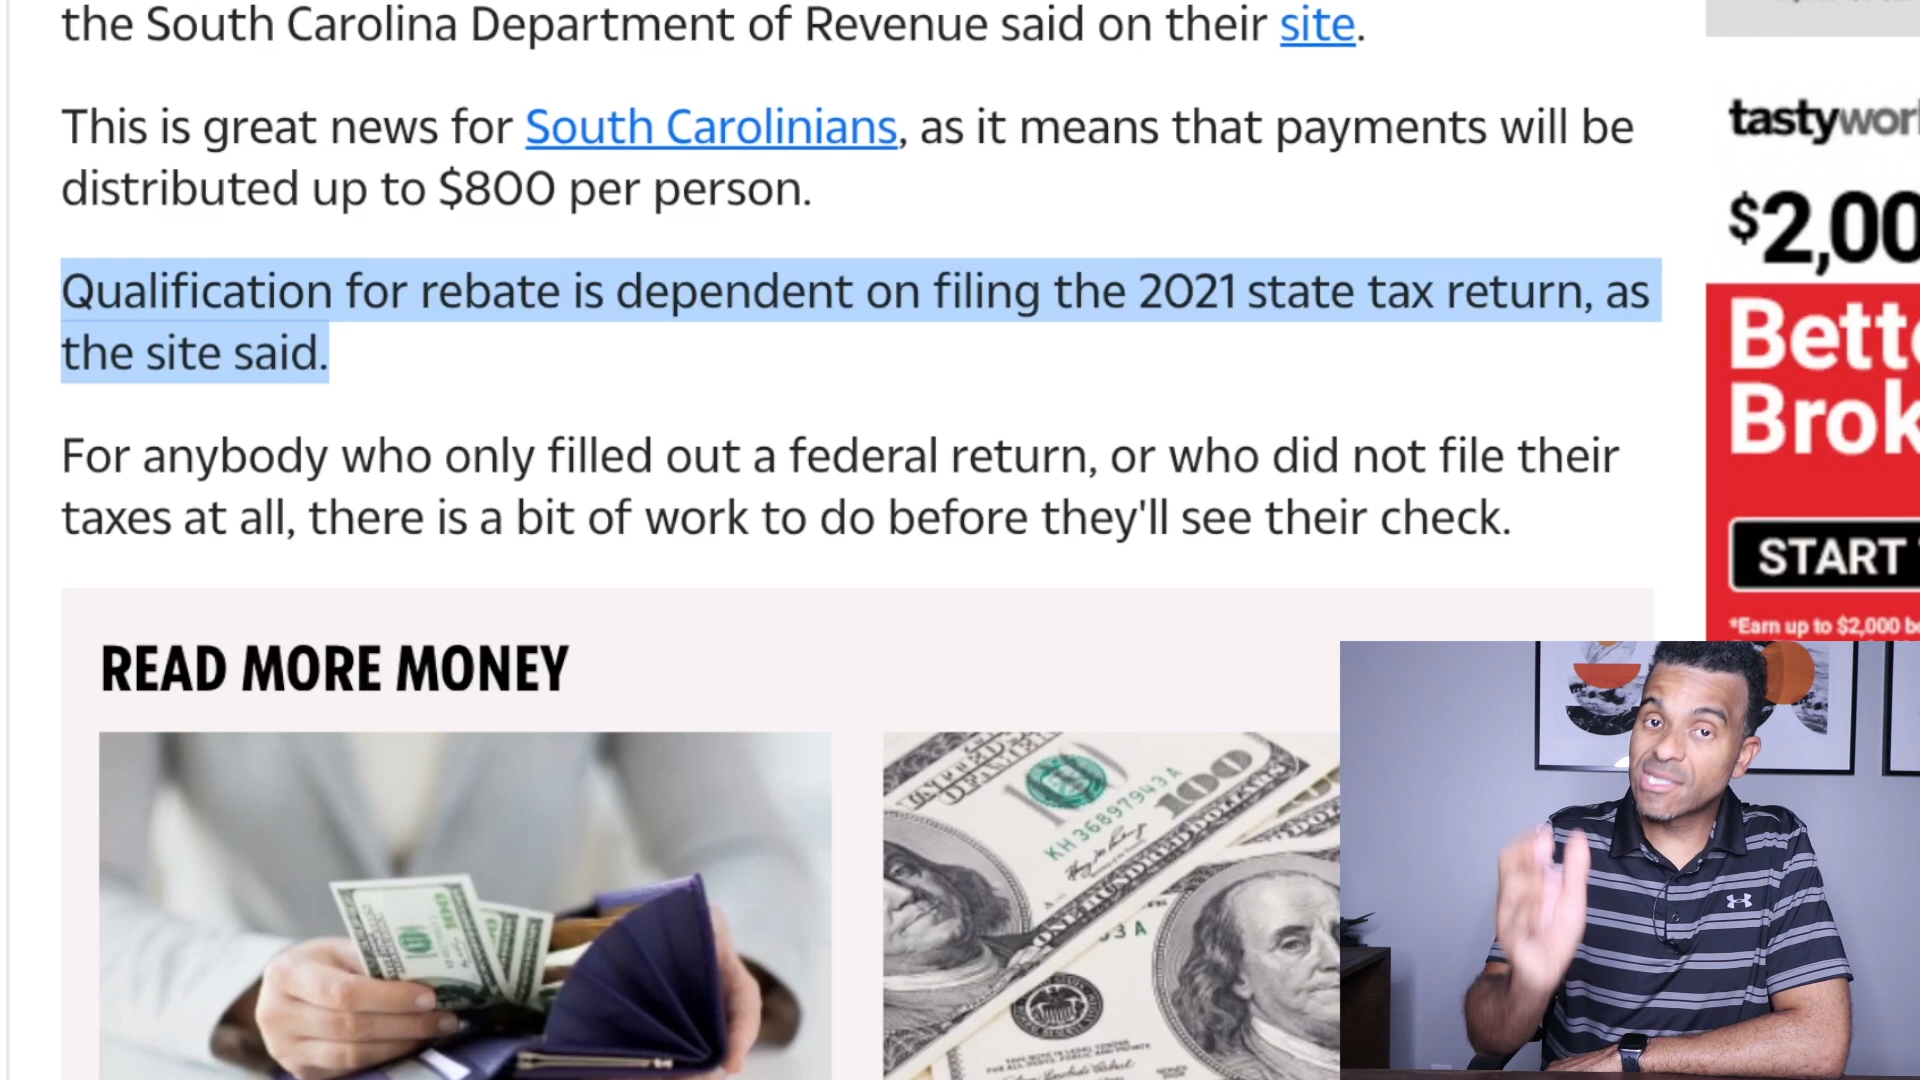 the South Carolina Department of Revenue said on their site.
This is great news for South Carolinians, as it means that payments will be
distributed up to $800 per person.
Qualification for rebate is dependent on filing the 2021 state tax return, as
the site said.
For anybody who only filled out a federal return, or who did not file their
taxes at all, there is a bit of work to do before they'll see their check.
READ MORE MONEY
tastywor
$2,00
Bette
Brok
START
*Earn up to $2,000 b
100
KH36897943A
3 A